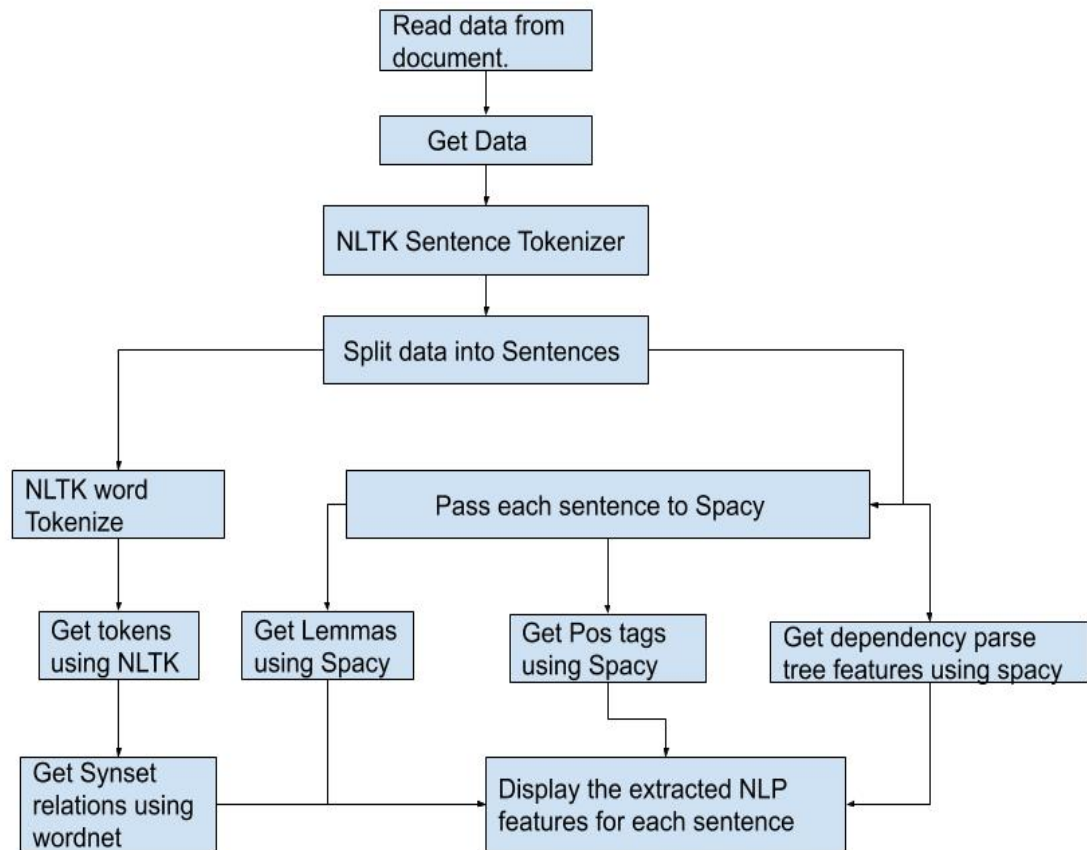 Read data from
document.
Get Data
NLTK Sentence Tokenizer
Split data into Sentences
NLTK word
Tokenize
Pass each sentence to Spacy
Get tokens
using NLTK
Get Lemmas
using Spacy
Get Pos tags
using Spacy
Get dependency parse
tree features using spacy
Get Synset
relations using
wordnet
Display the extracted NLP
features for each sentence